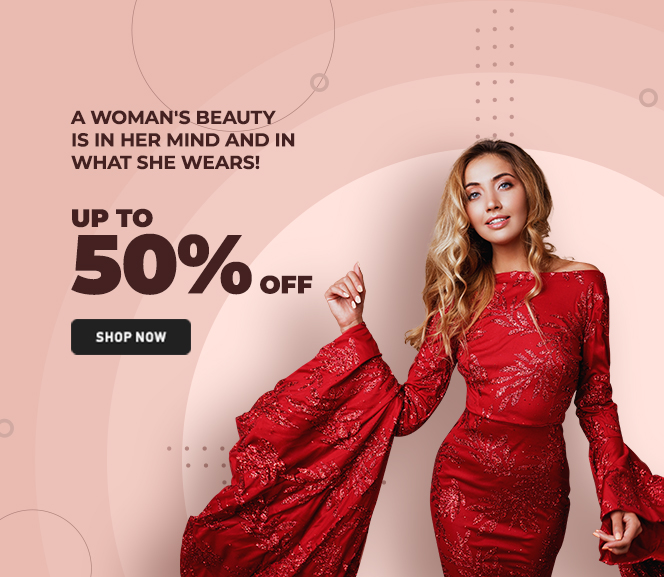 A WOMAN'S BEAUTY
IS IN HER MIND AND IN
WHAT SHE WEARS!
UP TO
50% OFF
SHOP NOW